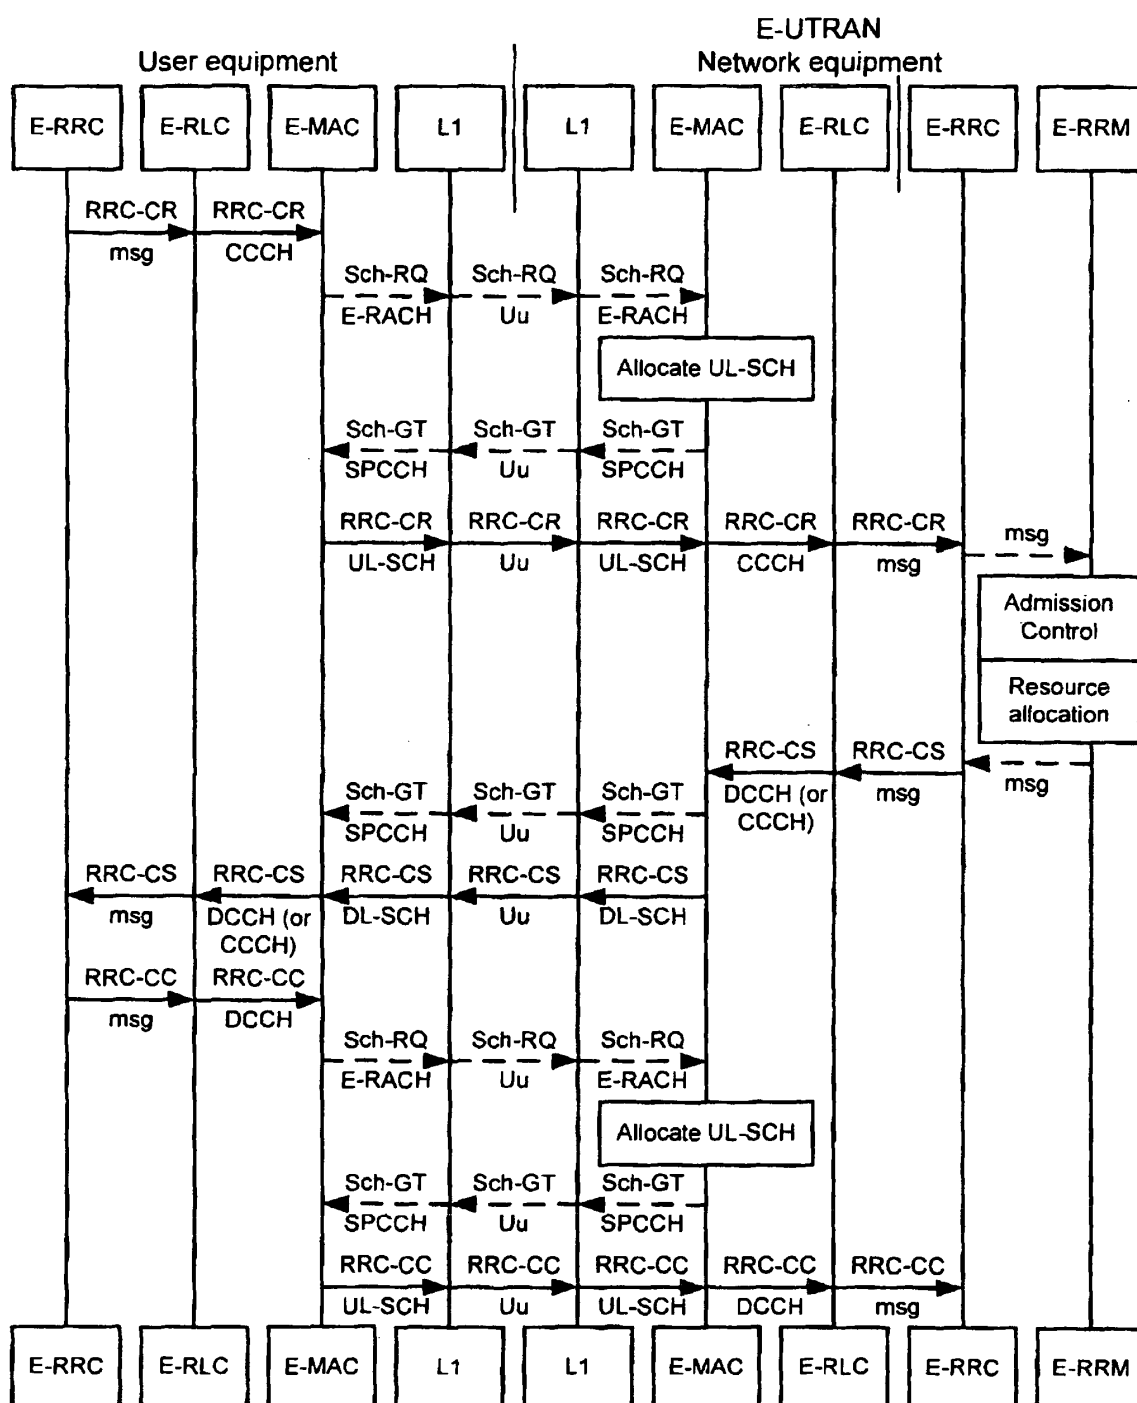 E-UTRAN
User equipment
Network equipment
E-RRC E-RLC E-MAC L1 L1 E-MAC E-RLC E-RRC E-RRM
RRC-CR RRC-CR
msg CCCH
Sch-RQ Sch-RQ Sch-RQ
E-RACH Uu E-RACH
Allocate UL-SCH
Sch-GT Sch-GT Sch-GT
SPCCH Uu SPCCH
RRC-CR RRC-CR RRC-CR RRC-CR RRC-CR msg
UL-SCH Uu UL-SCH CCCH msg
Admission
Control
Resource
allocation
RRC-CS RRC-CS
DCCH (or msg msg
CCCH)
Sch-GT Sch-GT Sch-GT
SPCCH Uu SPCCH
RRC-CS RRC-CS RRC-CS RRC-CS RRC-CS
msg DCCH (or DL-SCH Uu DL-SCH
CCCH)
RRC-CC RRC-CC
msg DCCH
Sch-RQ Sch-RQ Sch-RQ
E-RACH Uu E-RACH
Allocate UL-SCH
Sch-GT Sch-GT Sch-GT
SPCCH Uu SPCCH
RRC-CC RRC-CC RRC-CC RRC-CC RRC-CC
UL-SCH Uu UL-SCH DCCH msg
E-RRC E-RLC E-MAC L1 L1 E-MAC E-RLC E-RRC E-RRM